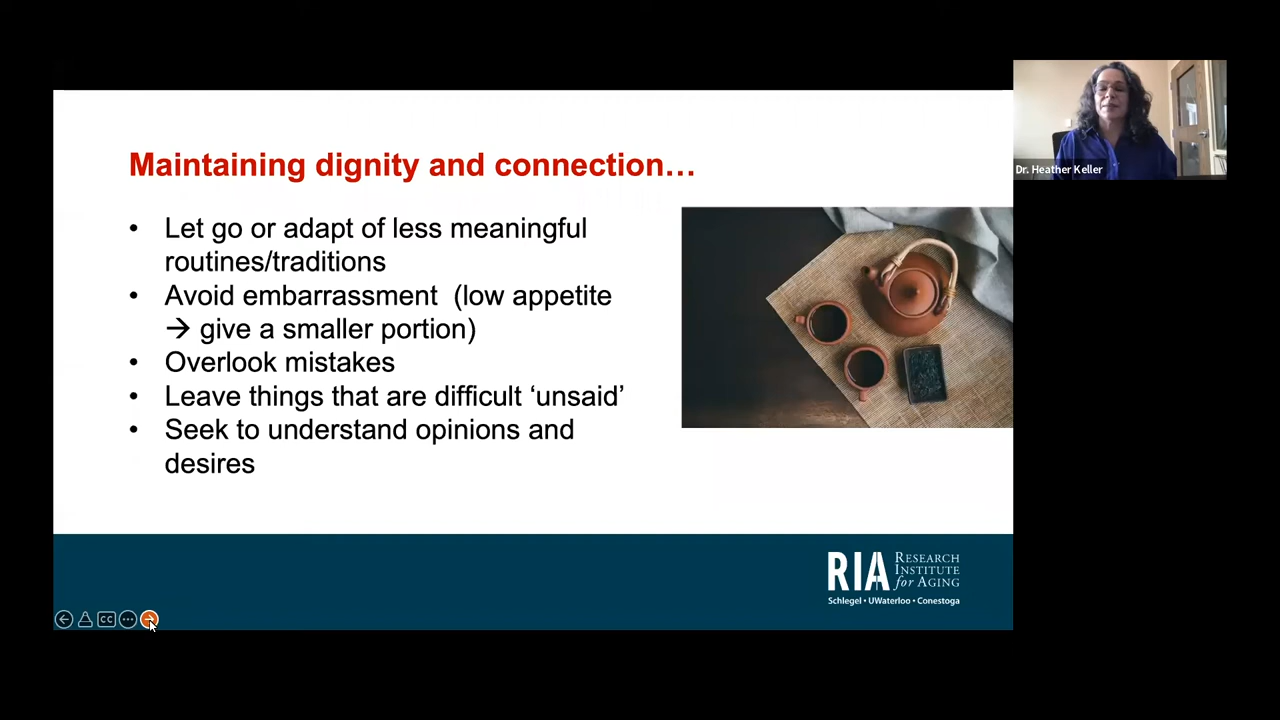 Maintaining dignity and connection…
• Let go or adapt of less meaningful
routines/traditions
• Avoid embarrassment (low appetite
→ give a smaller portion)
• Overlook mistakes
• Leave things that are difficult ‘unsaid’
• Seek to understand opinions and
desires
Dr. Heather Keller
RIA RESEARCH
INSTITUTE
for AGING
Schlegel • UWaterloo • Conestoga
CC